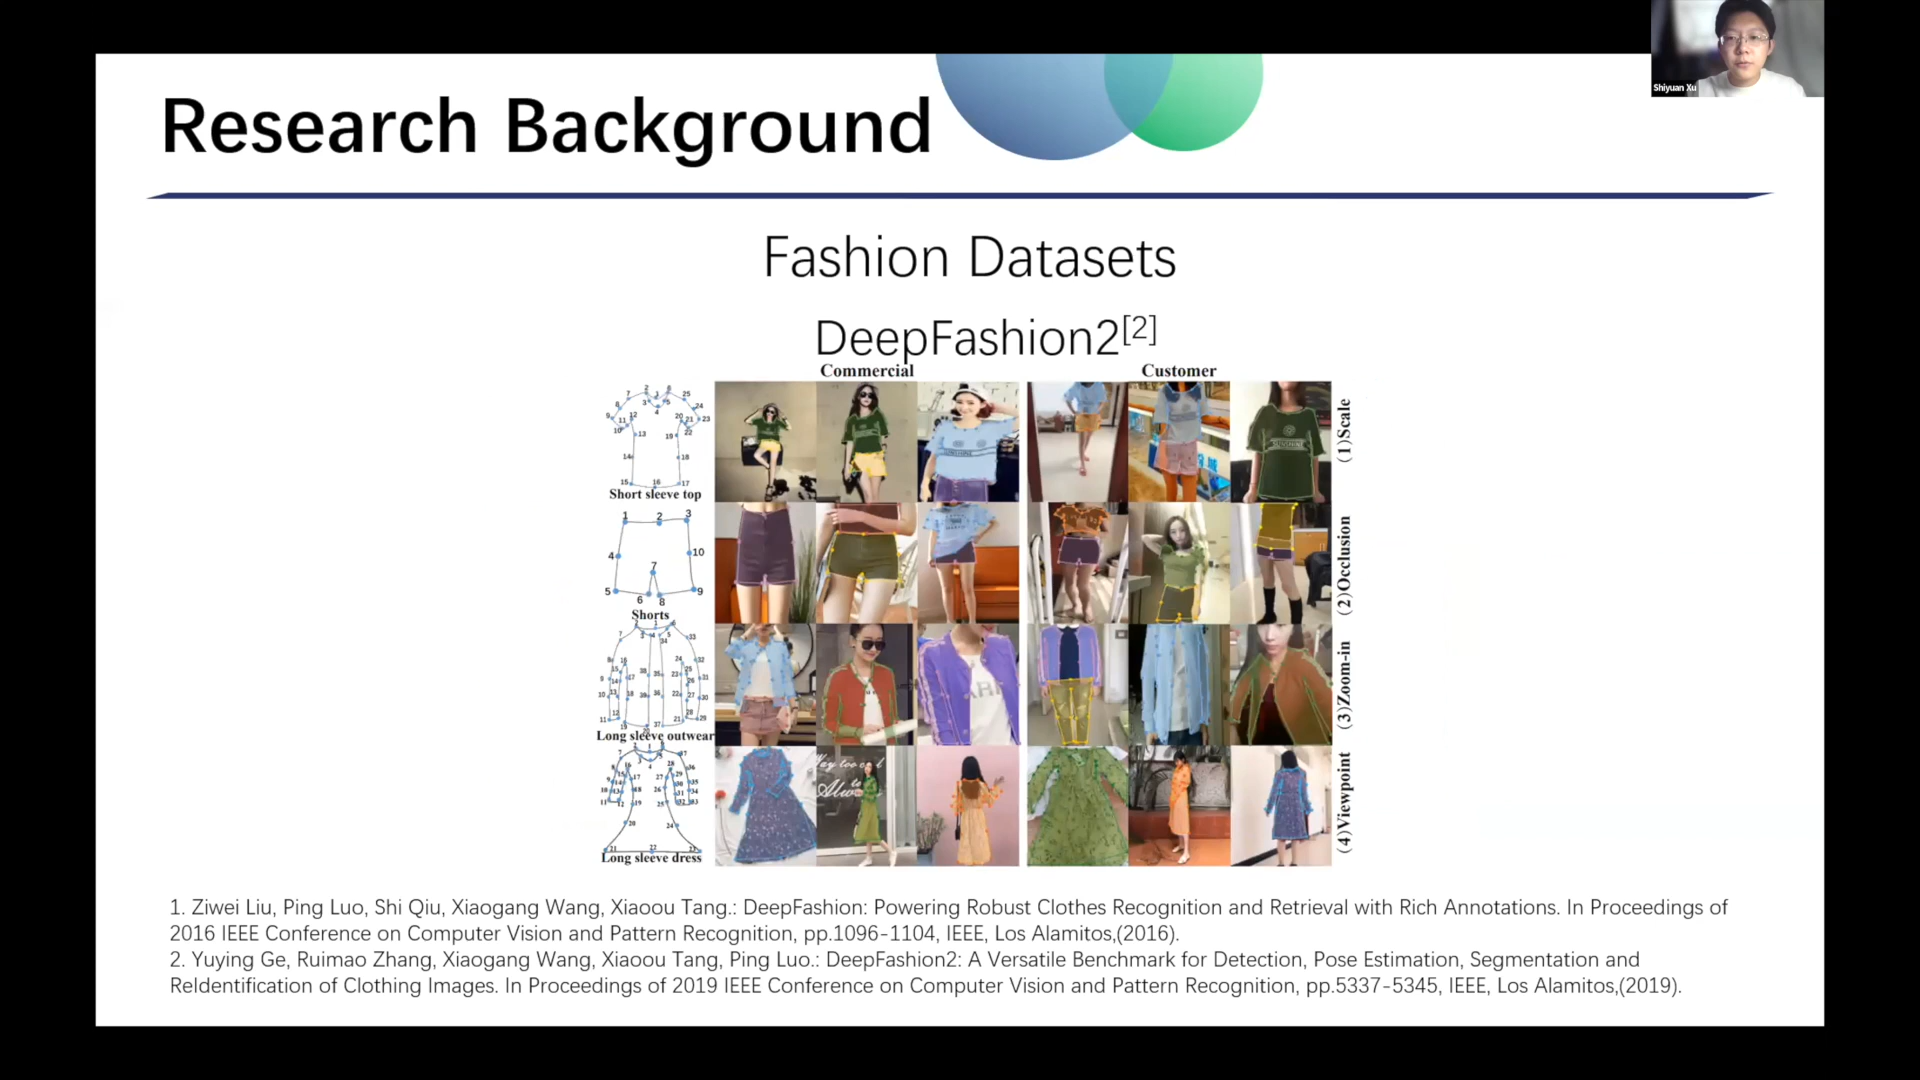 Shiyuan Xu
Research Background
Fashion Datasets
DeepFashion2[2]
Commercial
Customer
Short sleeve top
Shorts
Long sleeve outwear
Long sleeve dress
(1)Scale
(2)Occlusion
(3)Zoom-in
(4)Viewpoint
1. Ziwei Liu, Ping Luo, Shi Qiu, Xiaogang Wang, Xiaoou Tang.: DeepFashion: Powering Robust Clothes Recognition and Retrieval with Rich Annotations. In Proceedings of
2016 IEEE Conference on Computer Vision and Pattern Recognition, pp.1096-1104, IEEE, Los Alamitos,(2016).
2. Yuying Ge, Ruimao Zhang, Xiaogang Wang, Xiaoou Tang, Ping Luo.: DeepFashion2: A Versatile Benchmark for Detection, Pose Estimation, Segmentation and
ReIdentification of Clothing Images. In Proceedings of 2019 IEEE Conference on Computer Vision and Pattern Recognition, pp.5337-5345, IEEE, Los Alamitos,(2019).